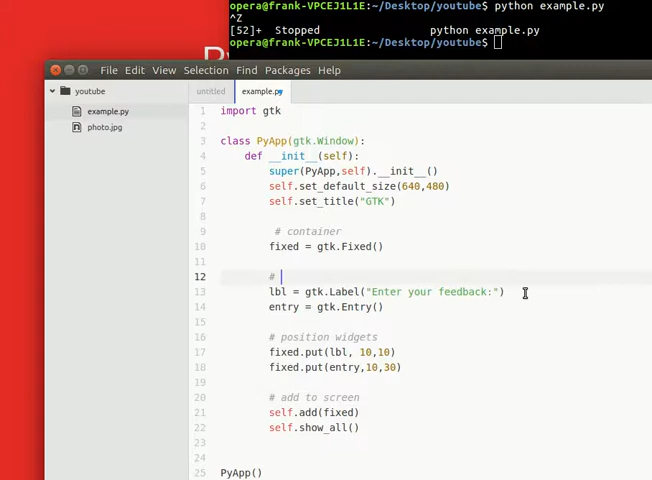 opera@frank-VPCEJ1L1E:~/Desktop/youtube$ python example.py
^Z
[52]+  Stopped                 python example.py
opera@frank-VPCEJ1L1E:~/Desktop/youtube$
File Edit View Selection Find Packages Help
youtube
example.py
photo.jpg
untitled
example.py
1 import gtk
2
3 class PyApp(gtk.Window):
4     def __init__(self):
5         super(PyApp,self).__init__()
6         self.set_default_size(640,480)
7         self.set_title("GTK")
8
9          # container
10         fixed = gtk.Fixed()
11
12         #
13         lbl = gtk.Label("Enter your feedback:")
14         entry = gtk.Entry()
15
16         # position widgets
17         fixed.put(lbl, 10,10)
18         fixed.put(entry,10,30)
19
20         # add to screen
21         self.add(fixed)
22         self.show_all()
23
24
25 PyApp()